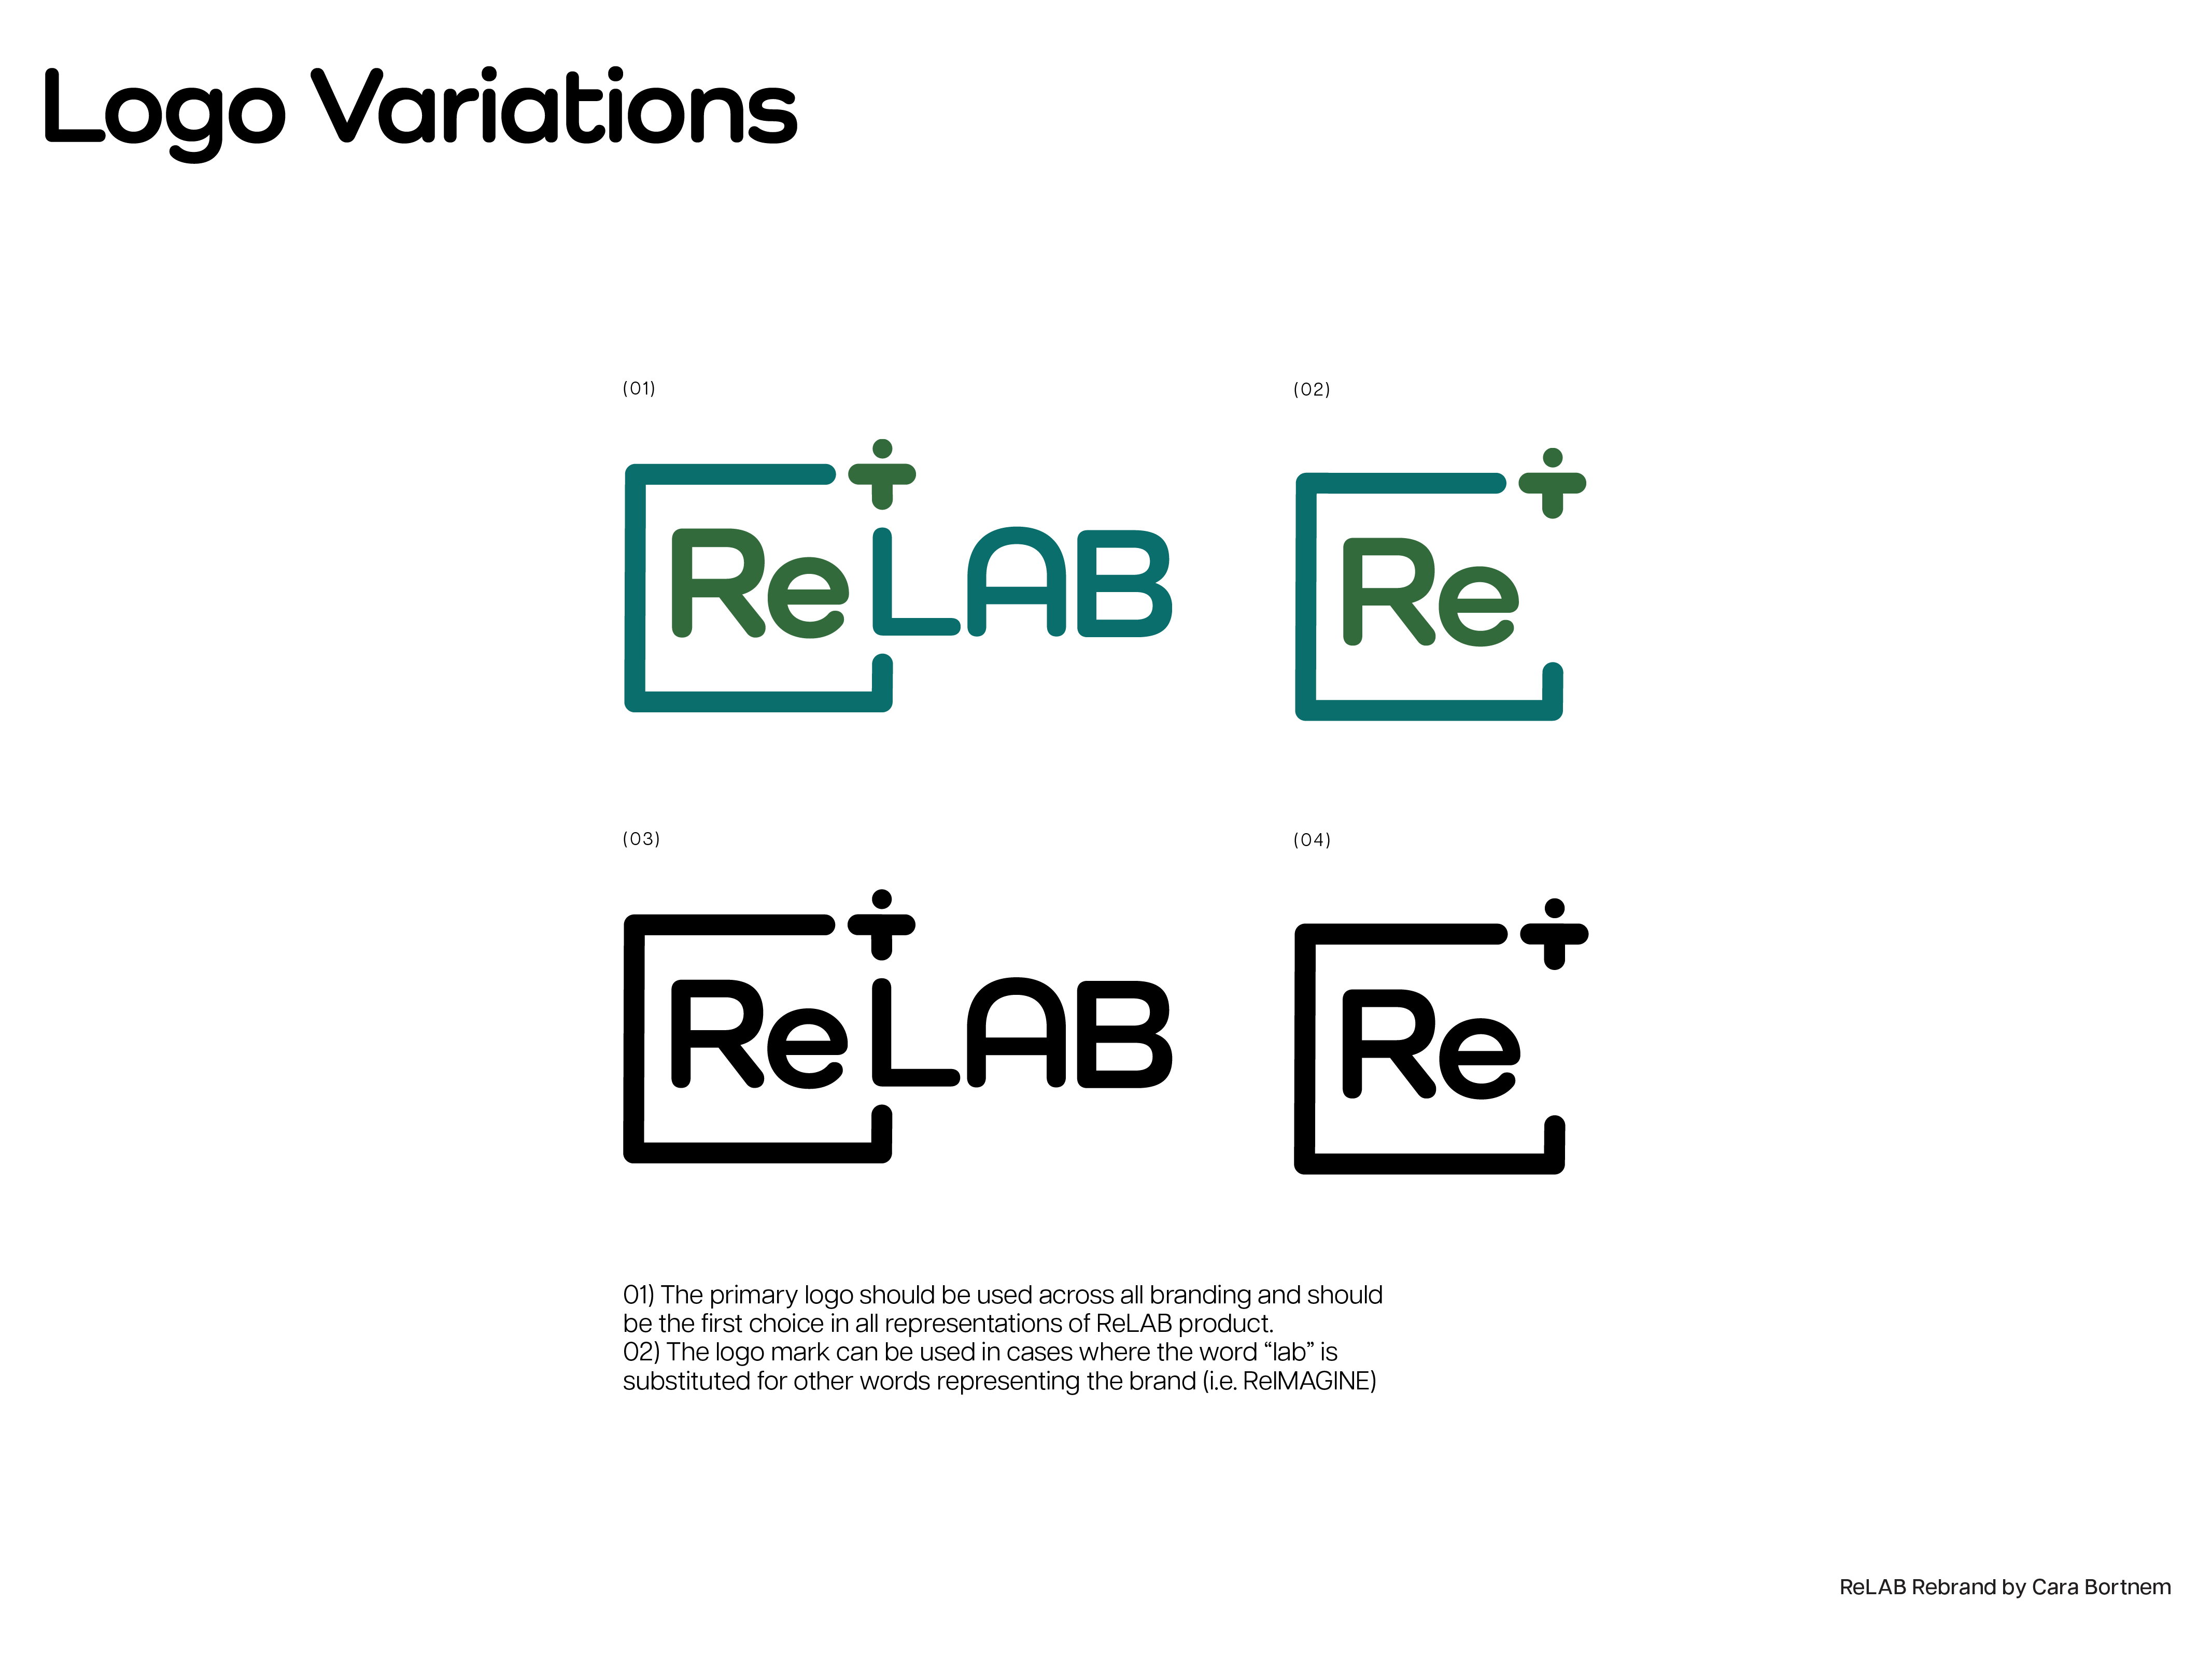 Logo Variations
(01)
(02)
ReLAB
Re
(03)
(04)
ReLAB
Re
01) The primary logo should be used across all branding and should
be the first choice in all representations of ReLAB product.
02) The logo mark can be used in cases where the word “lab” is
substituted for other words representing the brand (i.e. ReIMAGINE)
ReLAB Rebrand by Cara Bortnem